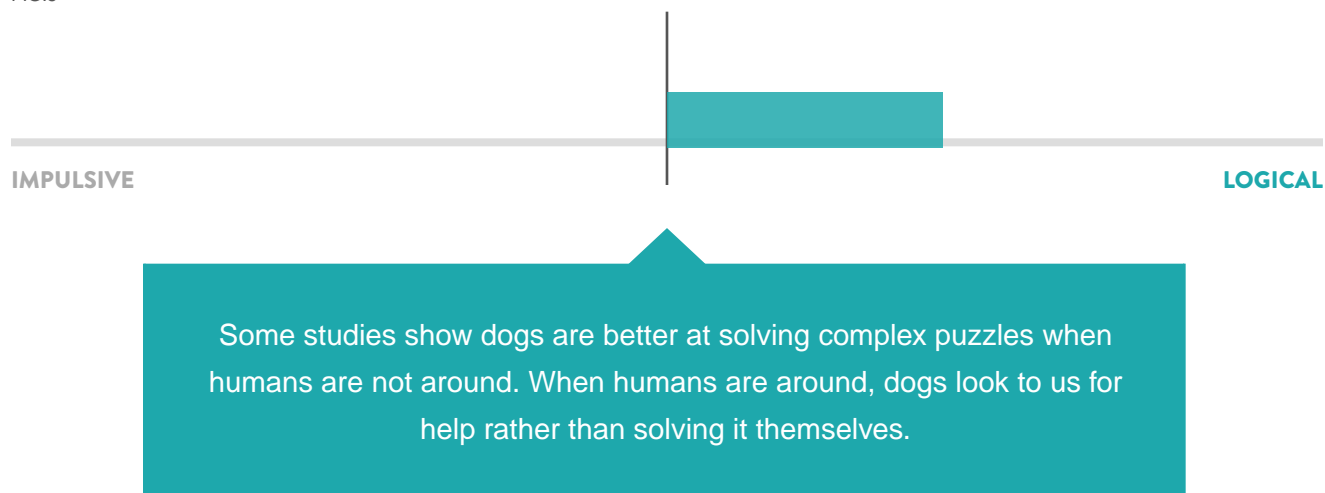 IMPULSIVE
LOGICAL
Some studies show dogs are better at solving complex puzzles when
humans are not around. When humans are around, dogs look to us for
help rather than solving it themselves.